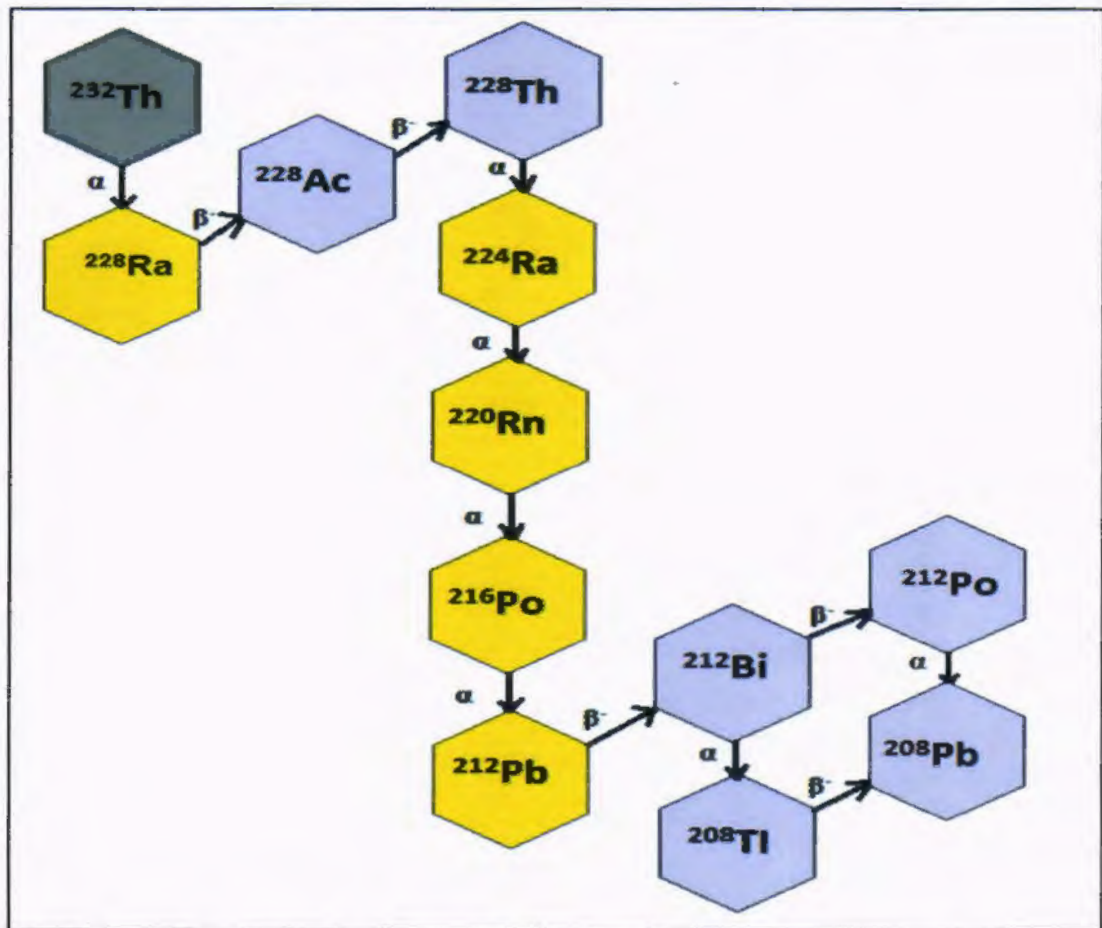 ²³²Th
α
²²⁸Ra
β⁻
²²⁸Ac
β⁻
²²⁸Th
α
²²⁴Ra
α
²²⁰Rn
α
²¹⁶Po
α
²¹²Pb
β⁻
²¹²Bi
β⁻
²¹²Po
α
α
²⁰⁸Tl
β⁻
²⁰⁸Pb